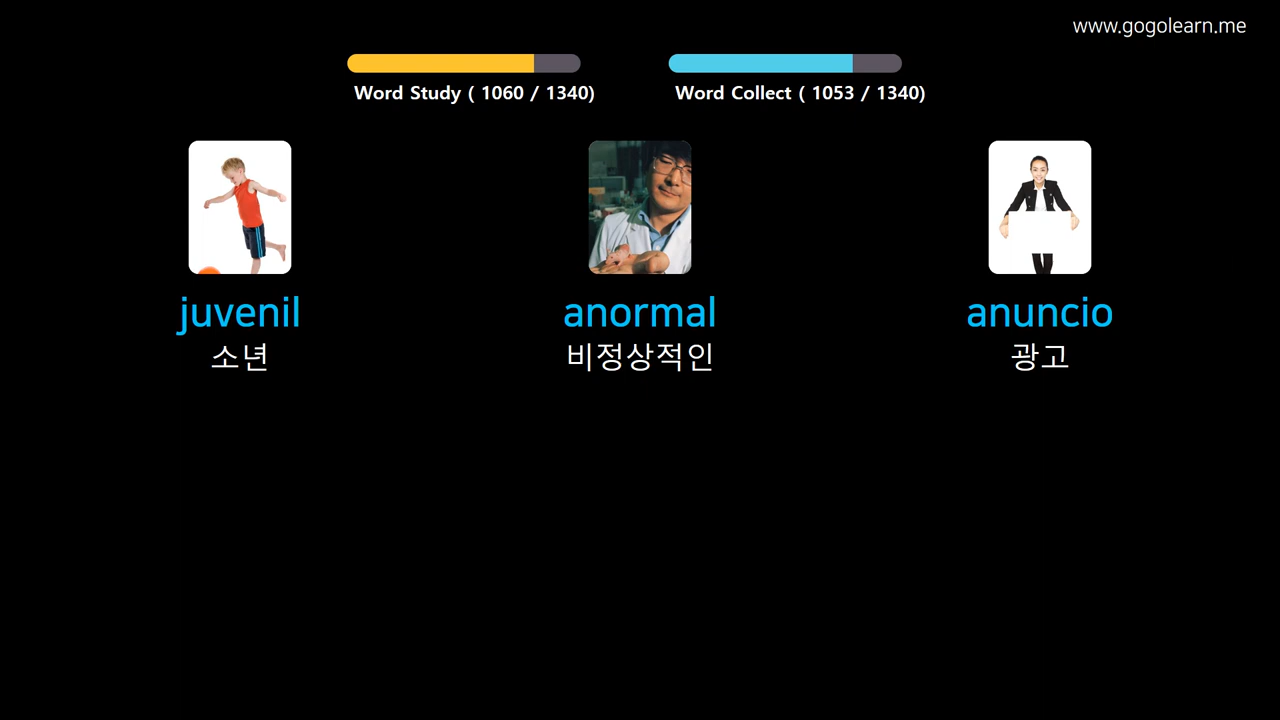 www.gogolearn.me
Word Study ( 1060 / 1340)
Word Collect ( 1053 / 1340)
juvenil
anormal
anuncio
소년
비정상적인
광고